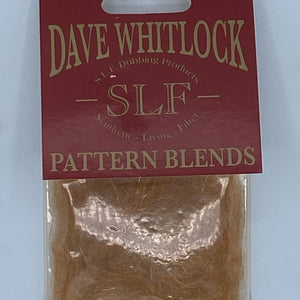 DAVE WHITLOCK
S.L.F. Dubbing Products
- SLF -
Synthetic - Living - Fiber
PATTERN BLENDS